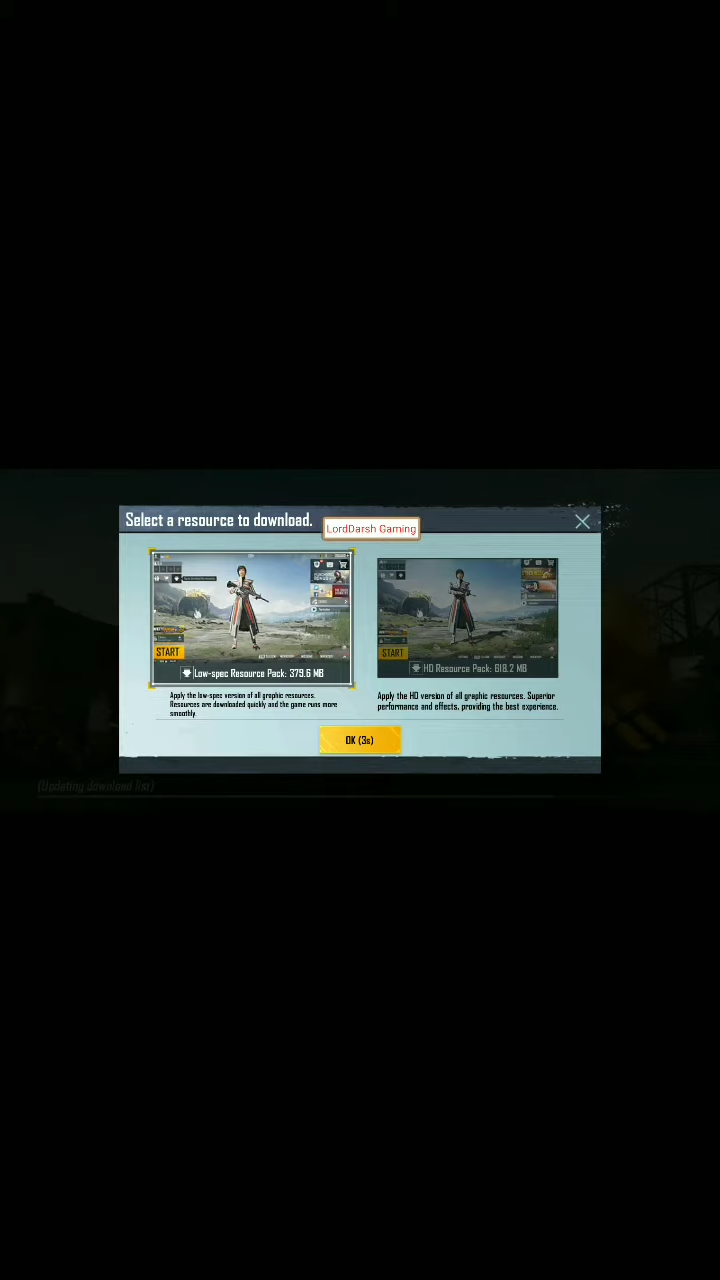 Select a resource to download.
LordDarsh Gaming
START
Low-spec Resource Pack: 379.6 MB
START
HD Resource Pack: 618.2 MB
Apply the low-spec version of all graphic resources.
Resources are downloaded quickly and the game runs more
smoothly.
Apply the HD version of all graphic resources. Superior
performance and effects, providing the best experience.
OK (3s)
(Updating download list)